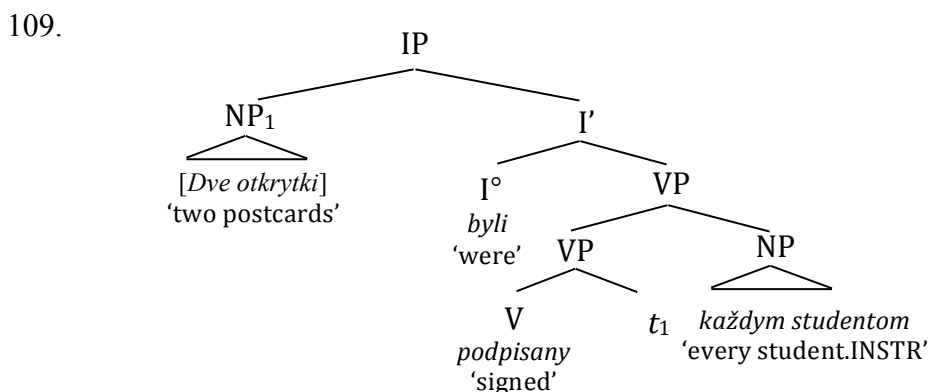 109.
IP
NP1 I’
[Dve otkrytki] I° VP
‘two postcards’ byli
‘were’ VP NP
V t1 každym studentom
podpisany ‘every student.INSTR’
‘signed’